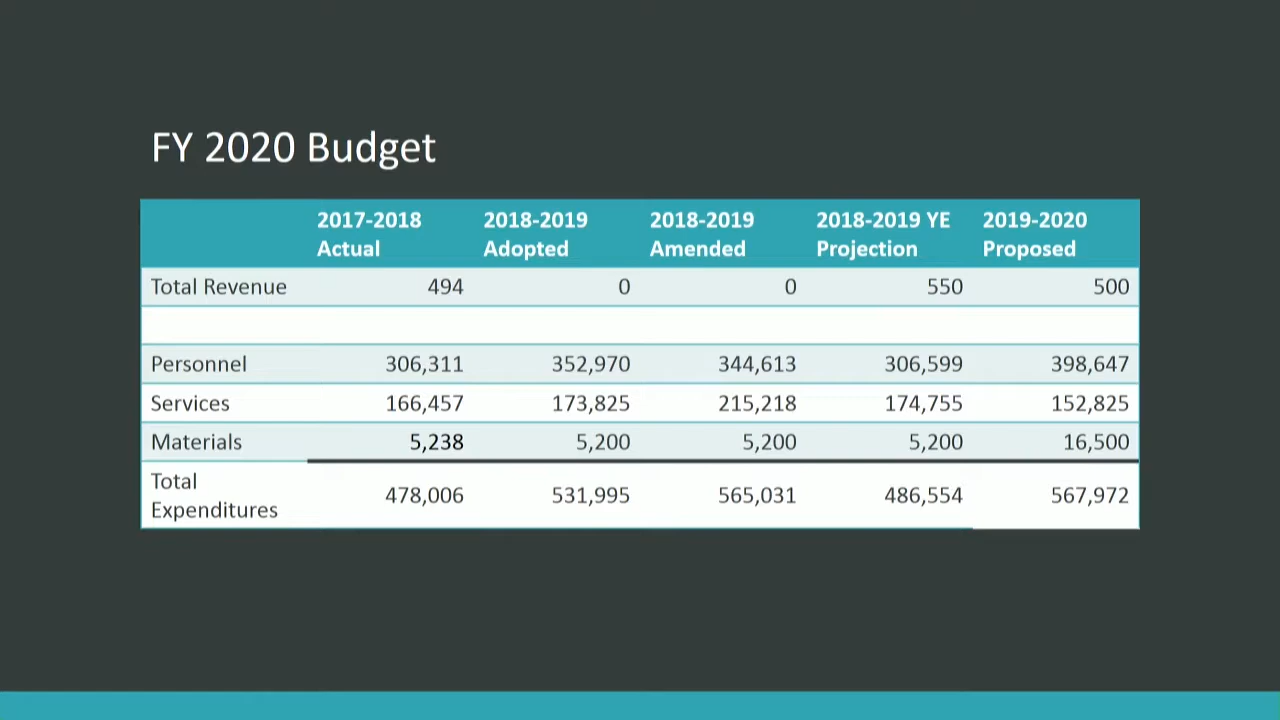 FY 2020 Budget
2017-2018 Actual 2018-2019 Adopted 2018-2019 Amended 2018-2019 YE Projection 2019-2020 Proposed
Total Revenue 494 0 0 550 500
Personnel 306,311 352,970 344,613 306,599 398,647
Services 166,457 173,825 215,218 174,755 152,825
Materials 5,238 5,200 5,200 5,200 16,500
Total Expenditures 478,006 531,995 565,031 486,554 567,972